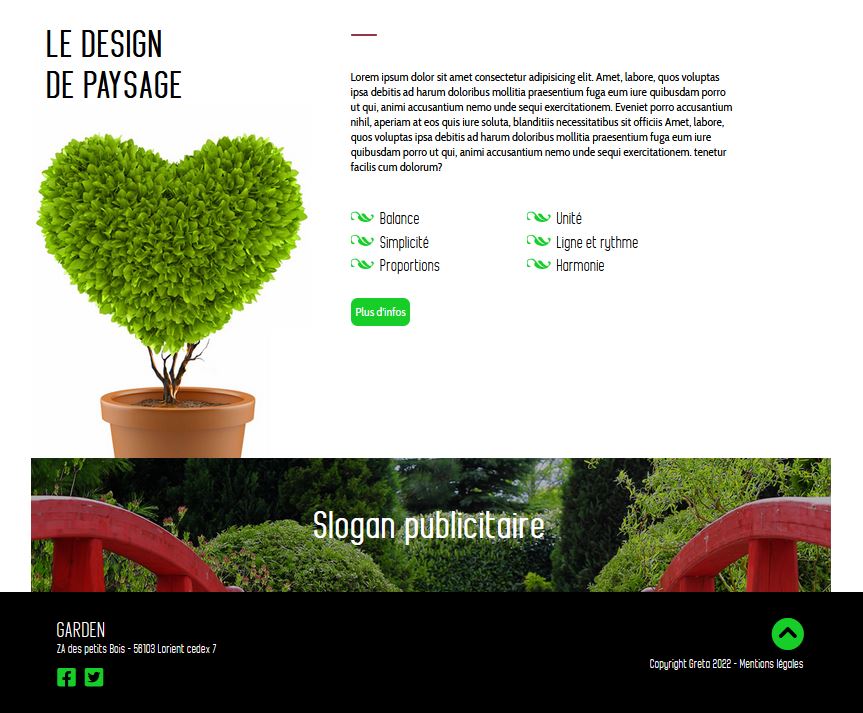 LE DESIGN
DE PAYSAGE
Lorem ipsum dolor sit amet consectetur adipisicing elit. Amet, labore, quos voluptas
ipsa debitis ad harum doloribus mollitia praesentium fuga eum iure quibusdam porro
ut qui, animi accusantium nemo unde sequi exercitationem. Eveniet porro accusantium
nihil, aperiam at eos quis iure soluta, blanditiis necessitatibus sit officiis Amet, labore,
quos voluptas ipsa debitis ad harum doloribus mollitia praesentium fuga eum iure
quibusdam porro ut qui, animi accusantium nemo unde sequi exercitationem. tenetur
facilis cum dolorum?
Balance
Simplicité
Proportions
Unité
Ligne et rythme
Harmonie
Plus d'infos
Slogan publicitaire
GARDEN
ZA des petits Bois - 56103 Lorient cedex 7
Copyright Greta 2022 - Mentions légales